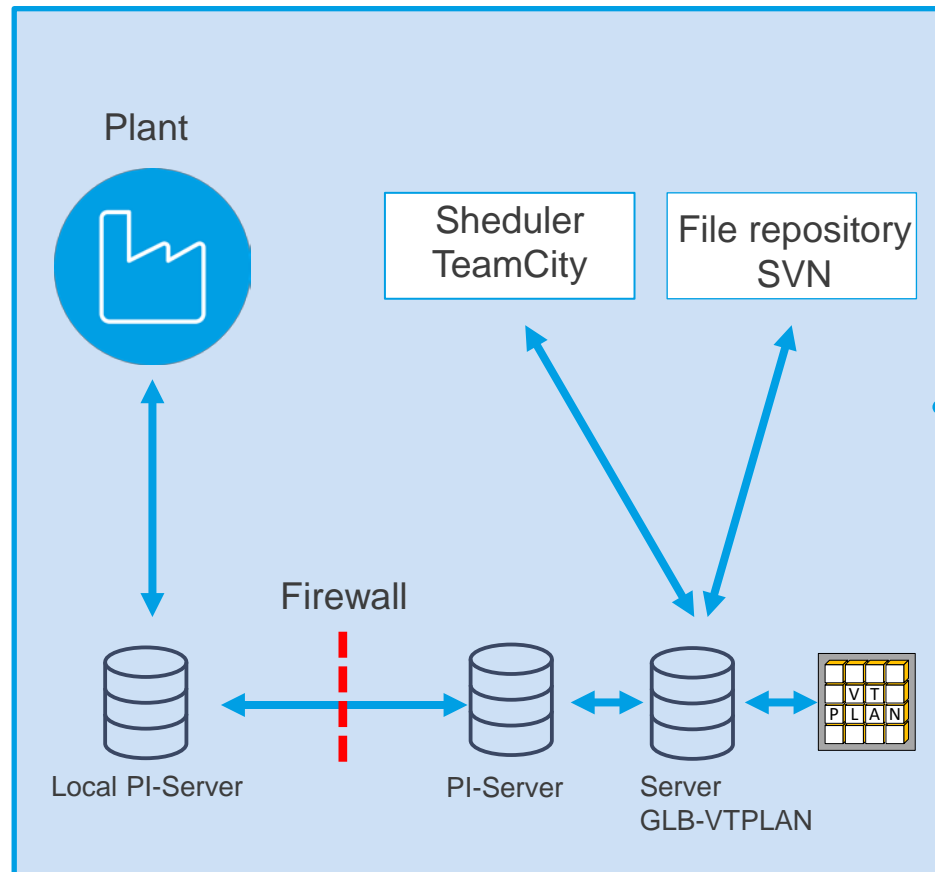 Plant
Sheduler
TeamCity
File repository
SVN
Firewall
VT
PLAN
Local PI-Server
PI-Server
Server
GLB-VTPLAN